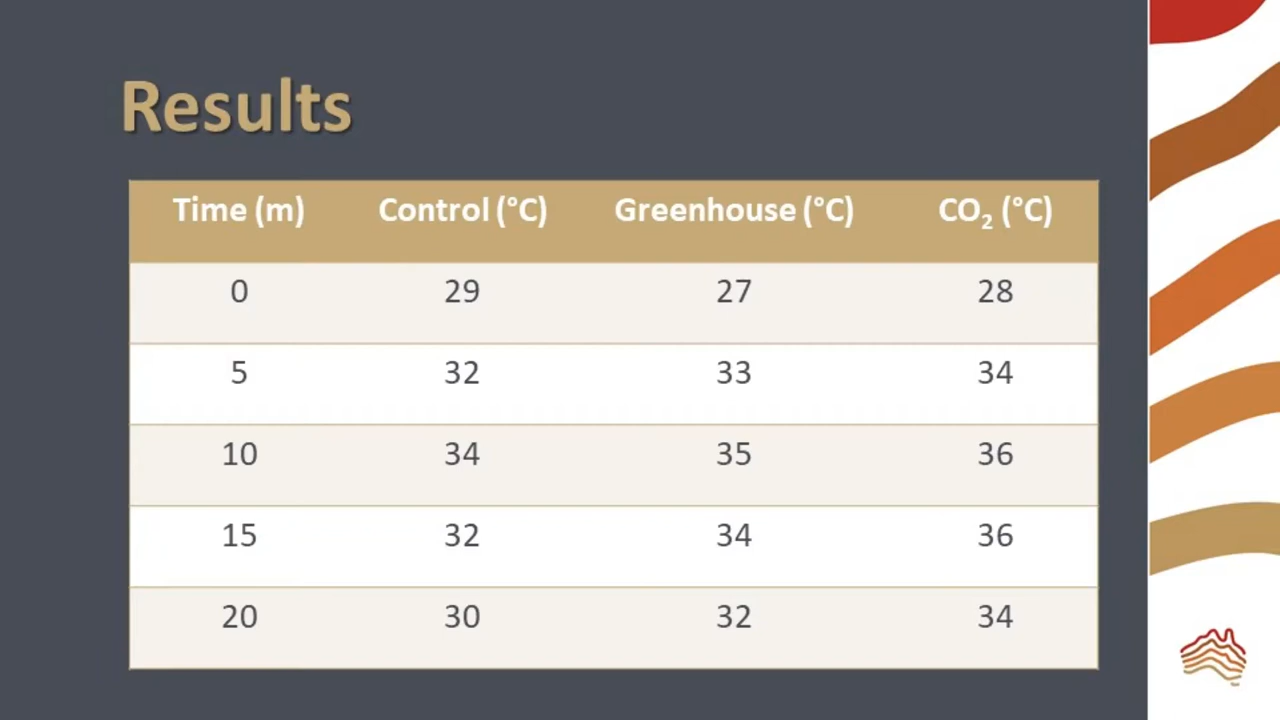 Results
Time (m) Control (°C) Greenhouse (°C) CO₂ (°C)
0 29 27 28
5 32 33 34
10 34 35 36
15 32 34 36
20 30 32 34